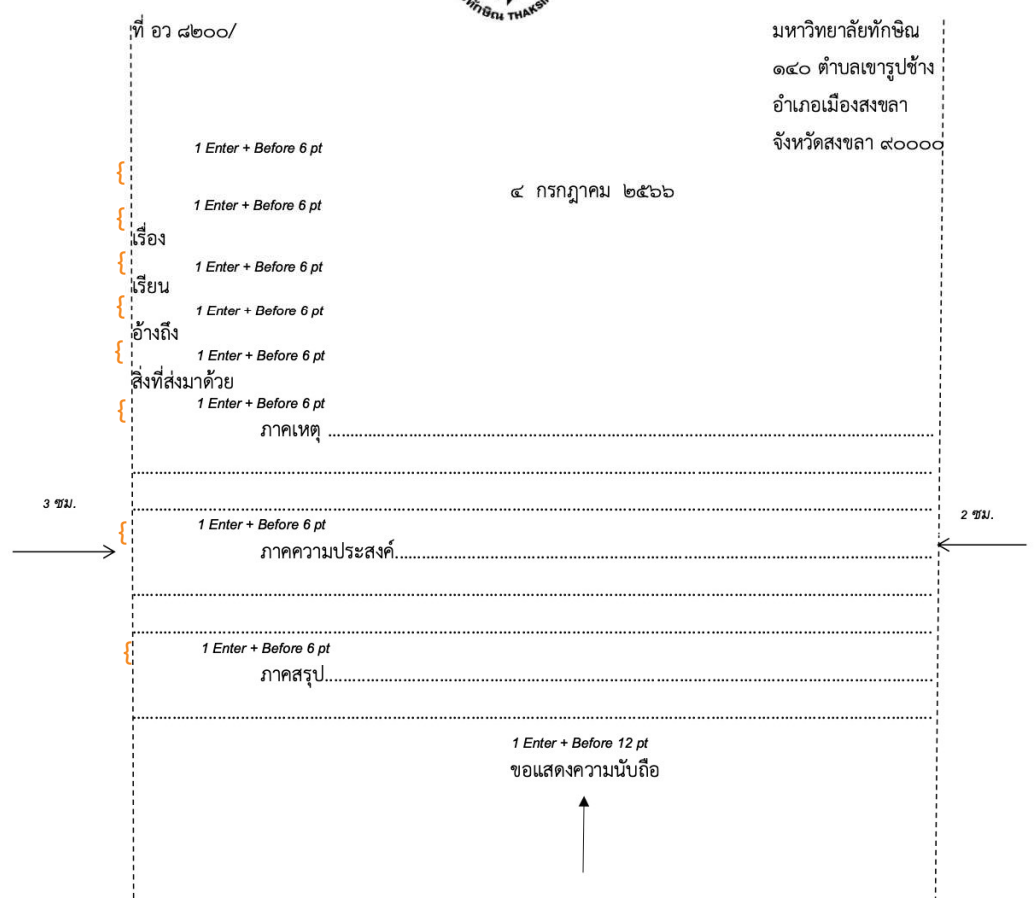 ทักษิณ THAKSIN
ที่ อว ๘๒๐๐/ มหาวิทยาลัยทักษิณ
๑๔๐ ตำบลเขารูปช้าง
อำเภอเมืองสงขลา
จังหวัดสงขลา ๙๐๐๐๐
1 Enter + Before 6 pt
๔ กรกฎาคม ๒๕๖๖
1 Enter + Before 6 pt
เรื่อง
1 Enter + Before 6 pt
เรียน
1 Enter + Before 6 pt
อ้างถึง
1 Enter + Before 6 pt
สิ่งที่ส่งมาด้วย
1 Enter + Before 6 pt
ภาคเหตุ
3 ซม.
2 ซม.
1 Enter + Before 6 pt
ภาคความประสงค์
1 Enter + Before 6 pt
ภาคสรุป
1 Enter + Before 12 pt
ขอแสดงความนับถือ